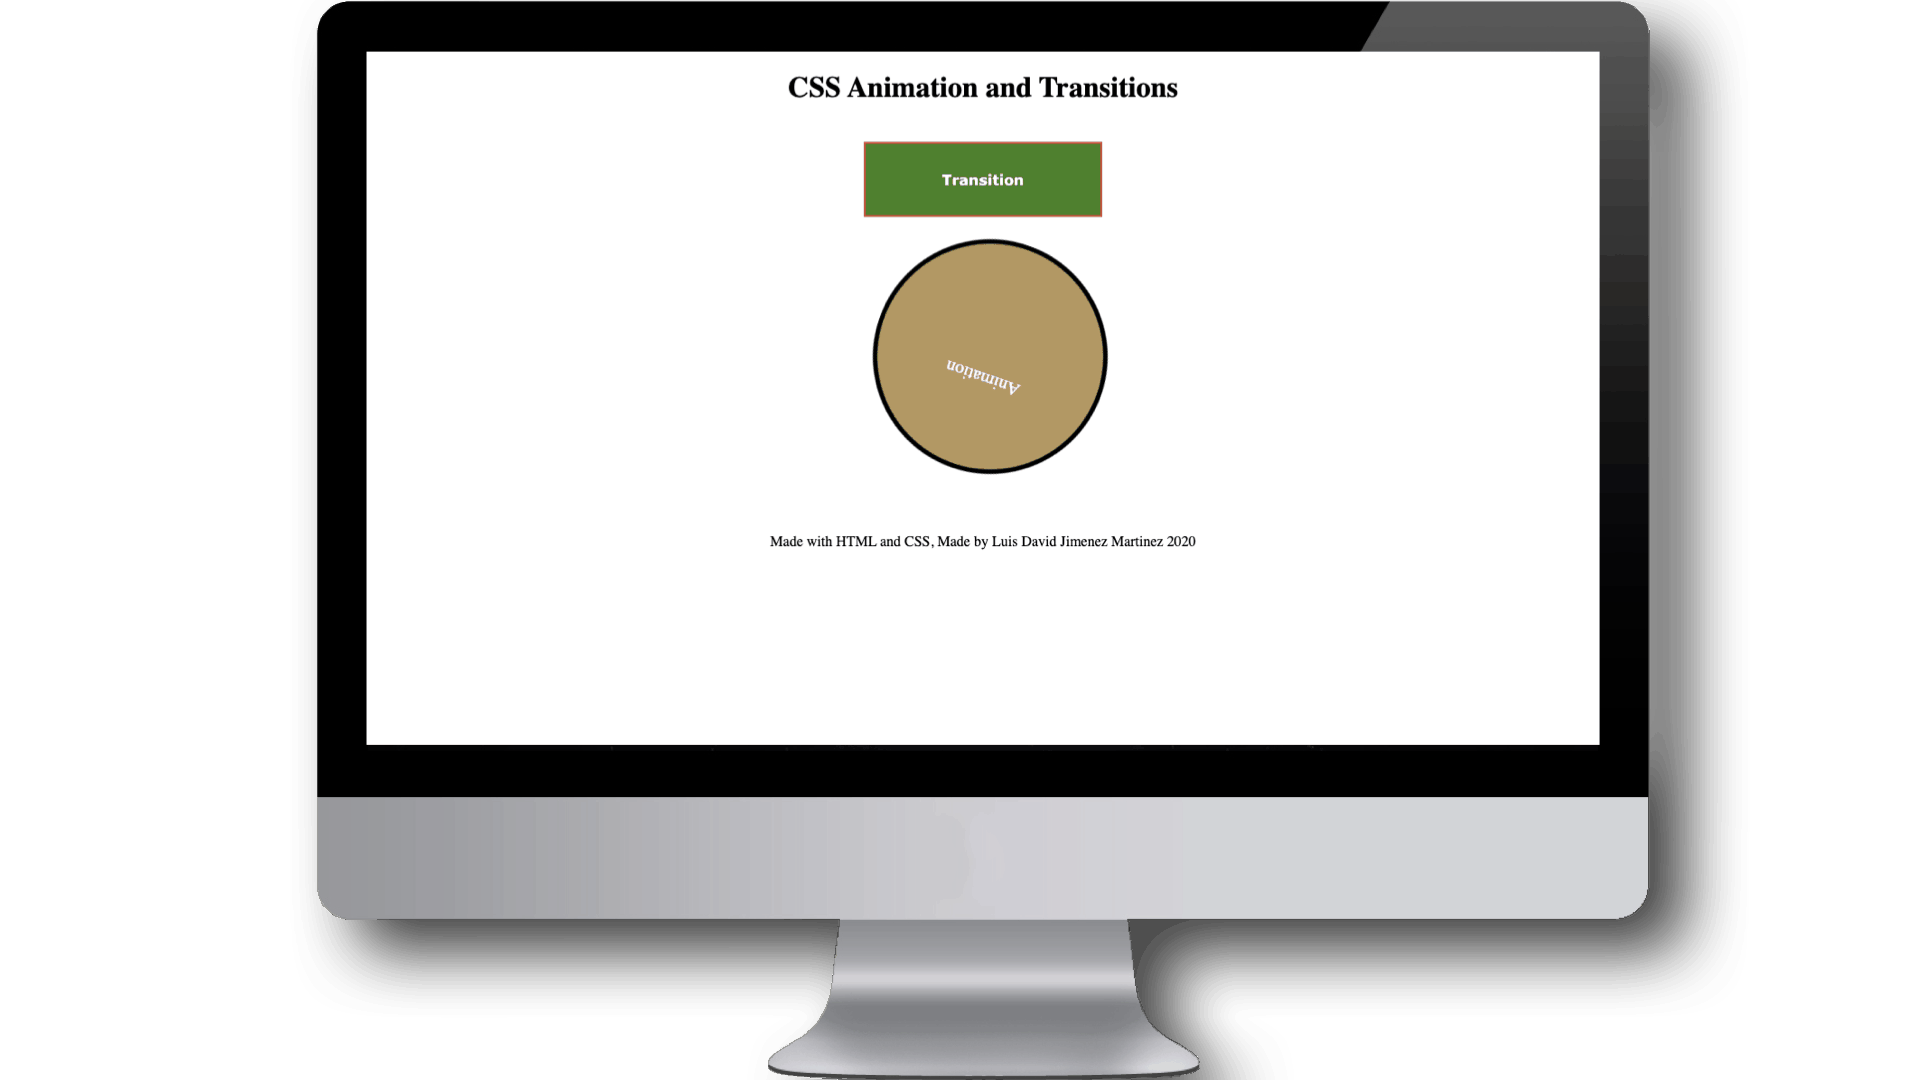 CSS Animation and Transitions
Transition
Animation
Made with HTML and CSS, Made by Luis David Jimenez Martinez 2020